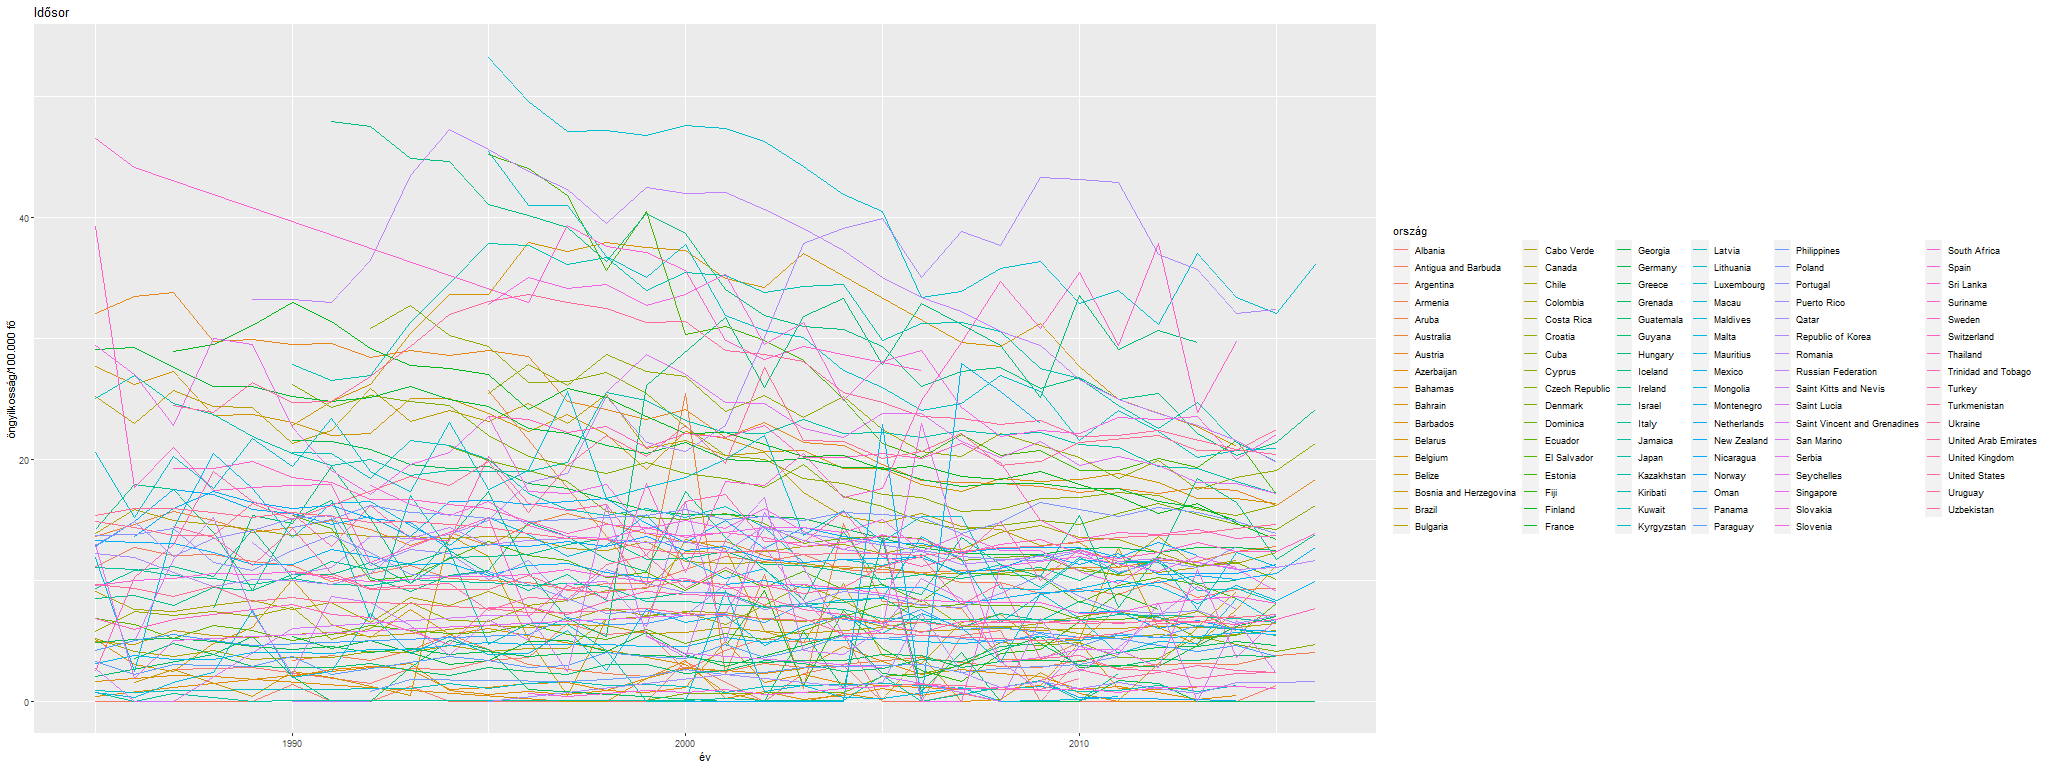 Idősor
öngyilkosság/100.000 fő
40
20
0
1990
2000
2010
év
ország
Albania
Antigua and Barbuda
Argentina
Armenia
Aruba
Australia
Austria
Azerbaijan
Bahamas
Bahrain
Barbados
Belarus
Belgium
Belize
Bosnia and Herzegovina
Brazil
Bulgaria
Cabo Verde
Canada
Chile
Colombia
Costa Rica
Croatia
Cuba
Cyprus
Czech Republic
Denmark
Dominica
Ecuador
El Salvador
Estonia
Fiji
Finland
France
Georgia
Germany
Greece
Grenada
Guatemala
Guyana
Hungary
Iceland
Ireland
Israel
Italy
Jamaica
Japan
Kazakhstan
Kiribati
Kuwait
Kyrgyzstan
Latvia
Lithuania
Luxembourg
Macau
Maldives
Malta
Mauritius
Mexico
Mongolia
Montenegro
Netherlands
New Zealand
Nicaragua
Norway
Oman
Panama
Paraguay
Philippines
Poland
Portugal
Puerto Rico
Qatar
Republic of Korea
Romania
Russian Federation
Saint Kitts and Nevis
Saint Lucia
Saint Vincent and Grenadines
San Marino
Serbia
Seychelles
Singapore
Slovakia
Slovenia
South Africa
Spain
Sri Lanka
Suriname
Sweden
Switzerland
Thailand
Trinidad and Tobago
Turkey
Turkmenistan
Ukraine
United Arab Emirates
United Kingdom
United States
Uruguay
Uzbekistan